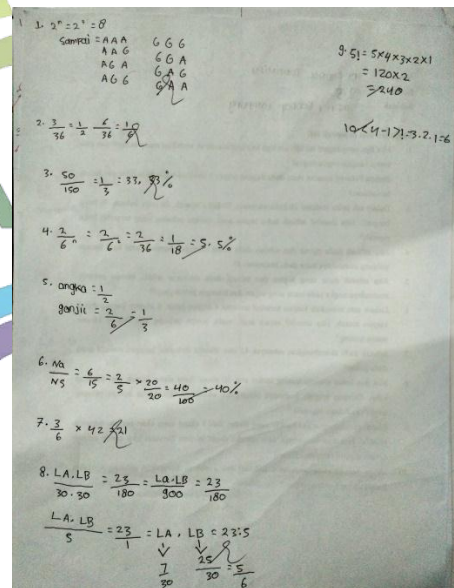 1. 2ⁿ = 2³ = 8
Sampel = AAA GGG
AAG GGA
AGA GAG
AGG GAA
2. 3/36 = 1/2 6/36 = 1/6
3. 50/150 = 1/3 = 33,33%
4. 2/6ⁿ = 2/6² = 2/36 = 1/18 = 5.5%
5. angka = 1/2
ganjil = 2/6 = 1/3
6. Na/NS = 6/15 = 2/5 × 20/20 = 40/100 = 40%
7. 3/6 × 42 = 21
8. LA.LB/30.30 = 23/180 = La.LB/900 = 23/180
LA.LB/5 = 23/1 = LA. LB = 23.5
25/30 = 5/6
9. 5! = 5×4×3×2×1
= 120×2
= 240
10 (4-1)! = 3.2.1 = 6